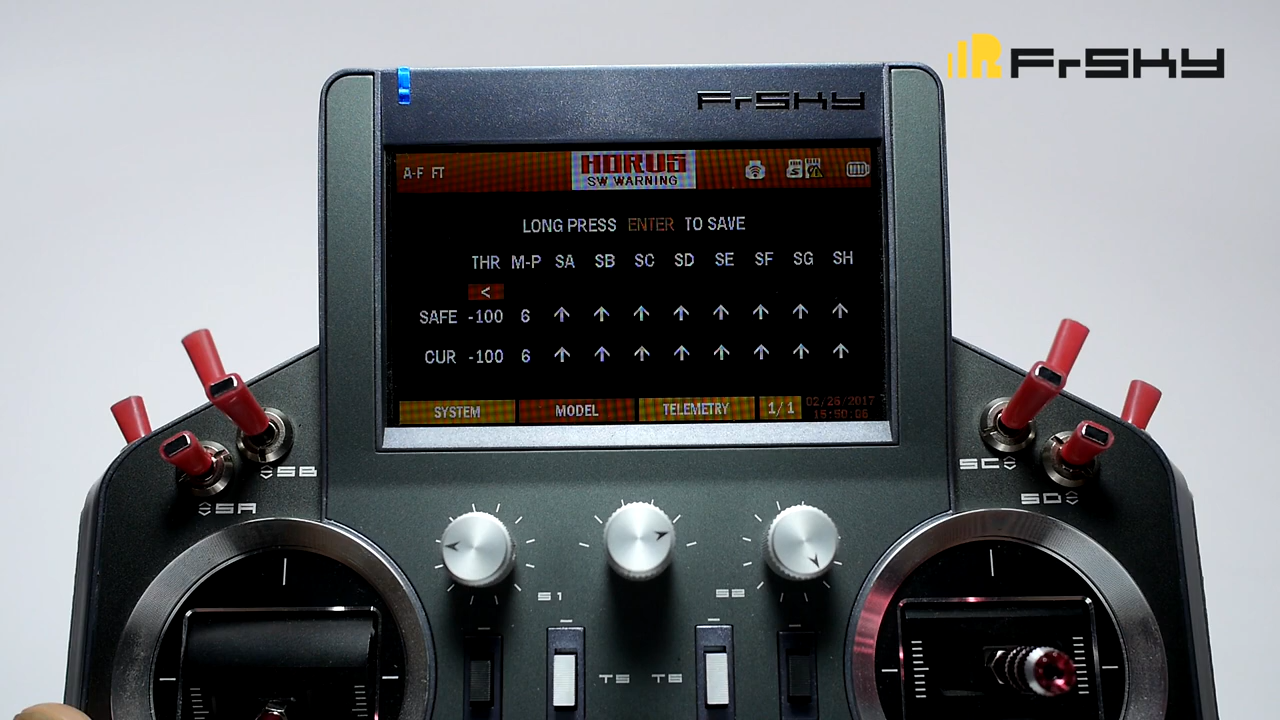 FrSKY
FrSKY
A-F FT
HORUS
SW WARNING
LONG PRESS ENTER TO SAVE
THR M-P SA SB SC SD SE SF SG SH
<
SAFE -100 6 ↑ ↑ ↑ ↑ ↑ ↑ ↑ ↑
CUR -100 6 ↑ ↑ ↑ ↑ ↑ ↑ ↑ ↑
SYSTEM MODEL TELEMETRY 1/1 02/26/2017
15:50:06
SB
SC
SA
SD
S1
S2
T5 T6